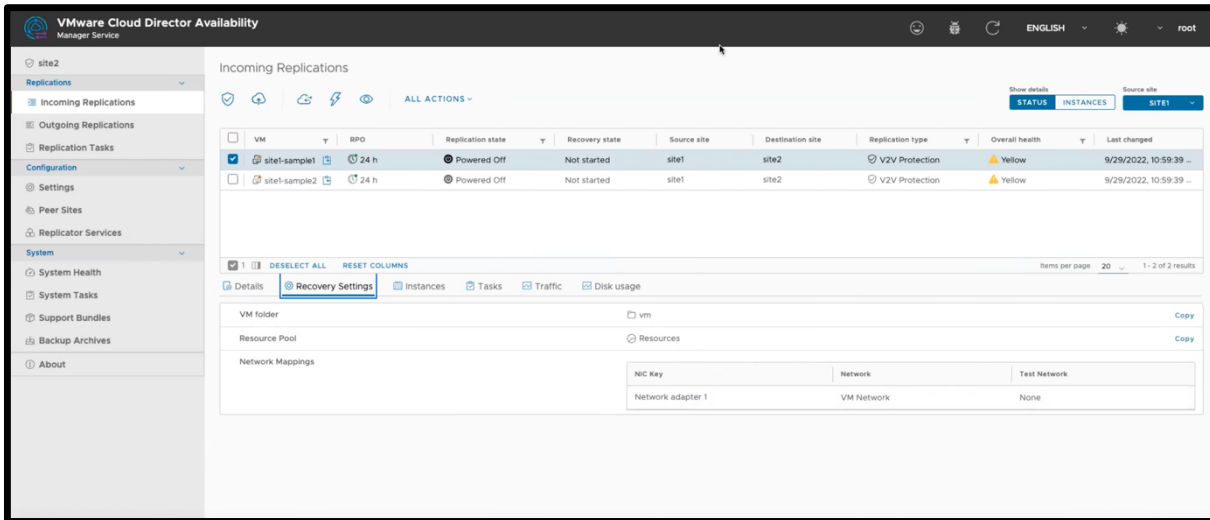 VMware Cloud Director Availability
Manager Service
ENGLISH root
site2
Replications
Incoming Replications
Outgoing Replications
Replication Tasks
Configuration
Settings
Peer Sites
Replicator Services
System
System Health
System Tasks
Support Bundles
Backup Archives
About
Incoming Replications
ALL ACTIONS
Show details Source site
STATUS INSTANCES SITE1
VM RPO Replication state Recovery state Source site Destination site Replication type Overall health Last changed
site1-sample1 24 h Powered Off Not started site1 site2 V2V Protection Yellow 9/29/2022, 10:59:39 ...
site1-sample2 24 h Powered Off Not started site1 site2 V2V Protection Yellow 9/29/2022, 10:59:39 ...
1 DESELECT ALL RESET COLUMNS Items per page 20 1 - 2 of 2 results
Details Recovery Settings Instances Tasks Traffic Disk usage
VM folder vm Copy
Resource Pool Resources Copy
Network Mappings
NIC Key Network Test Network
Network adapter 1 VM Network None